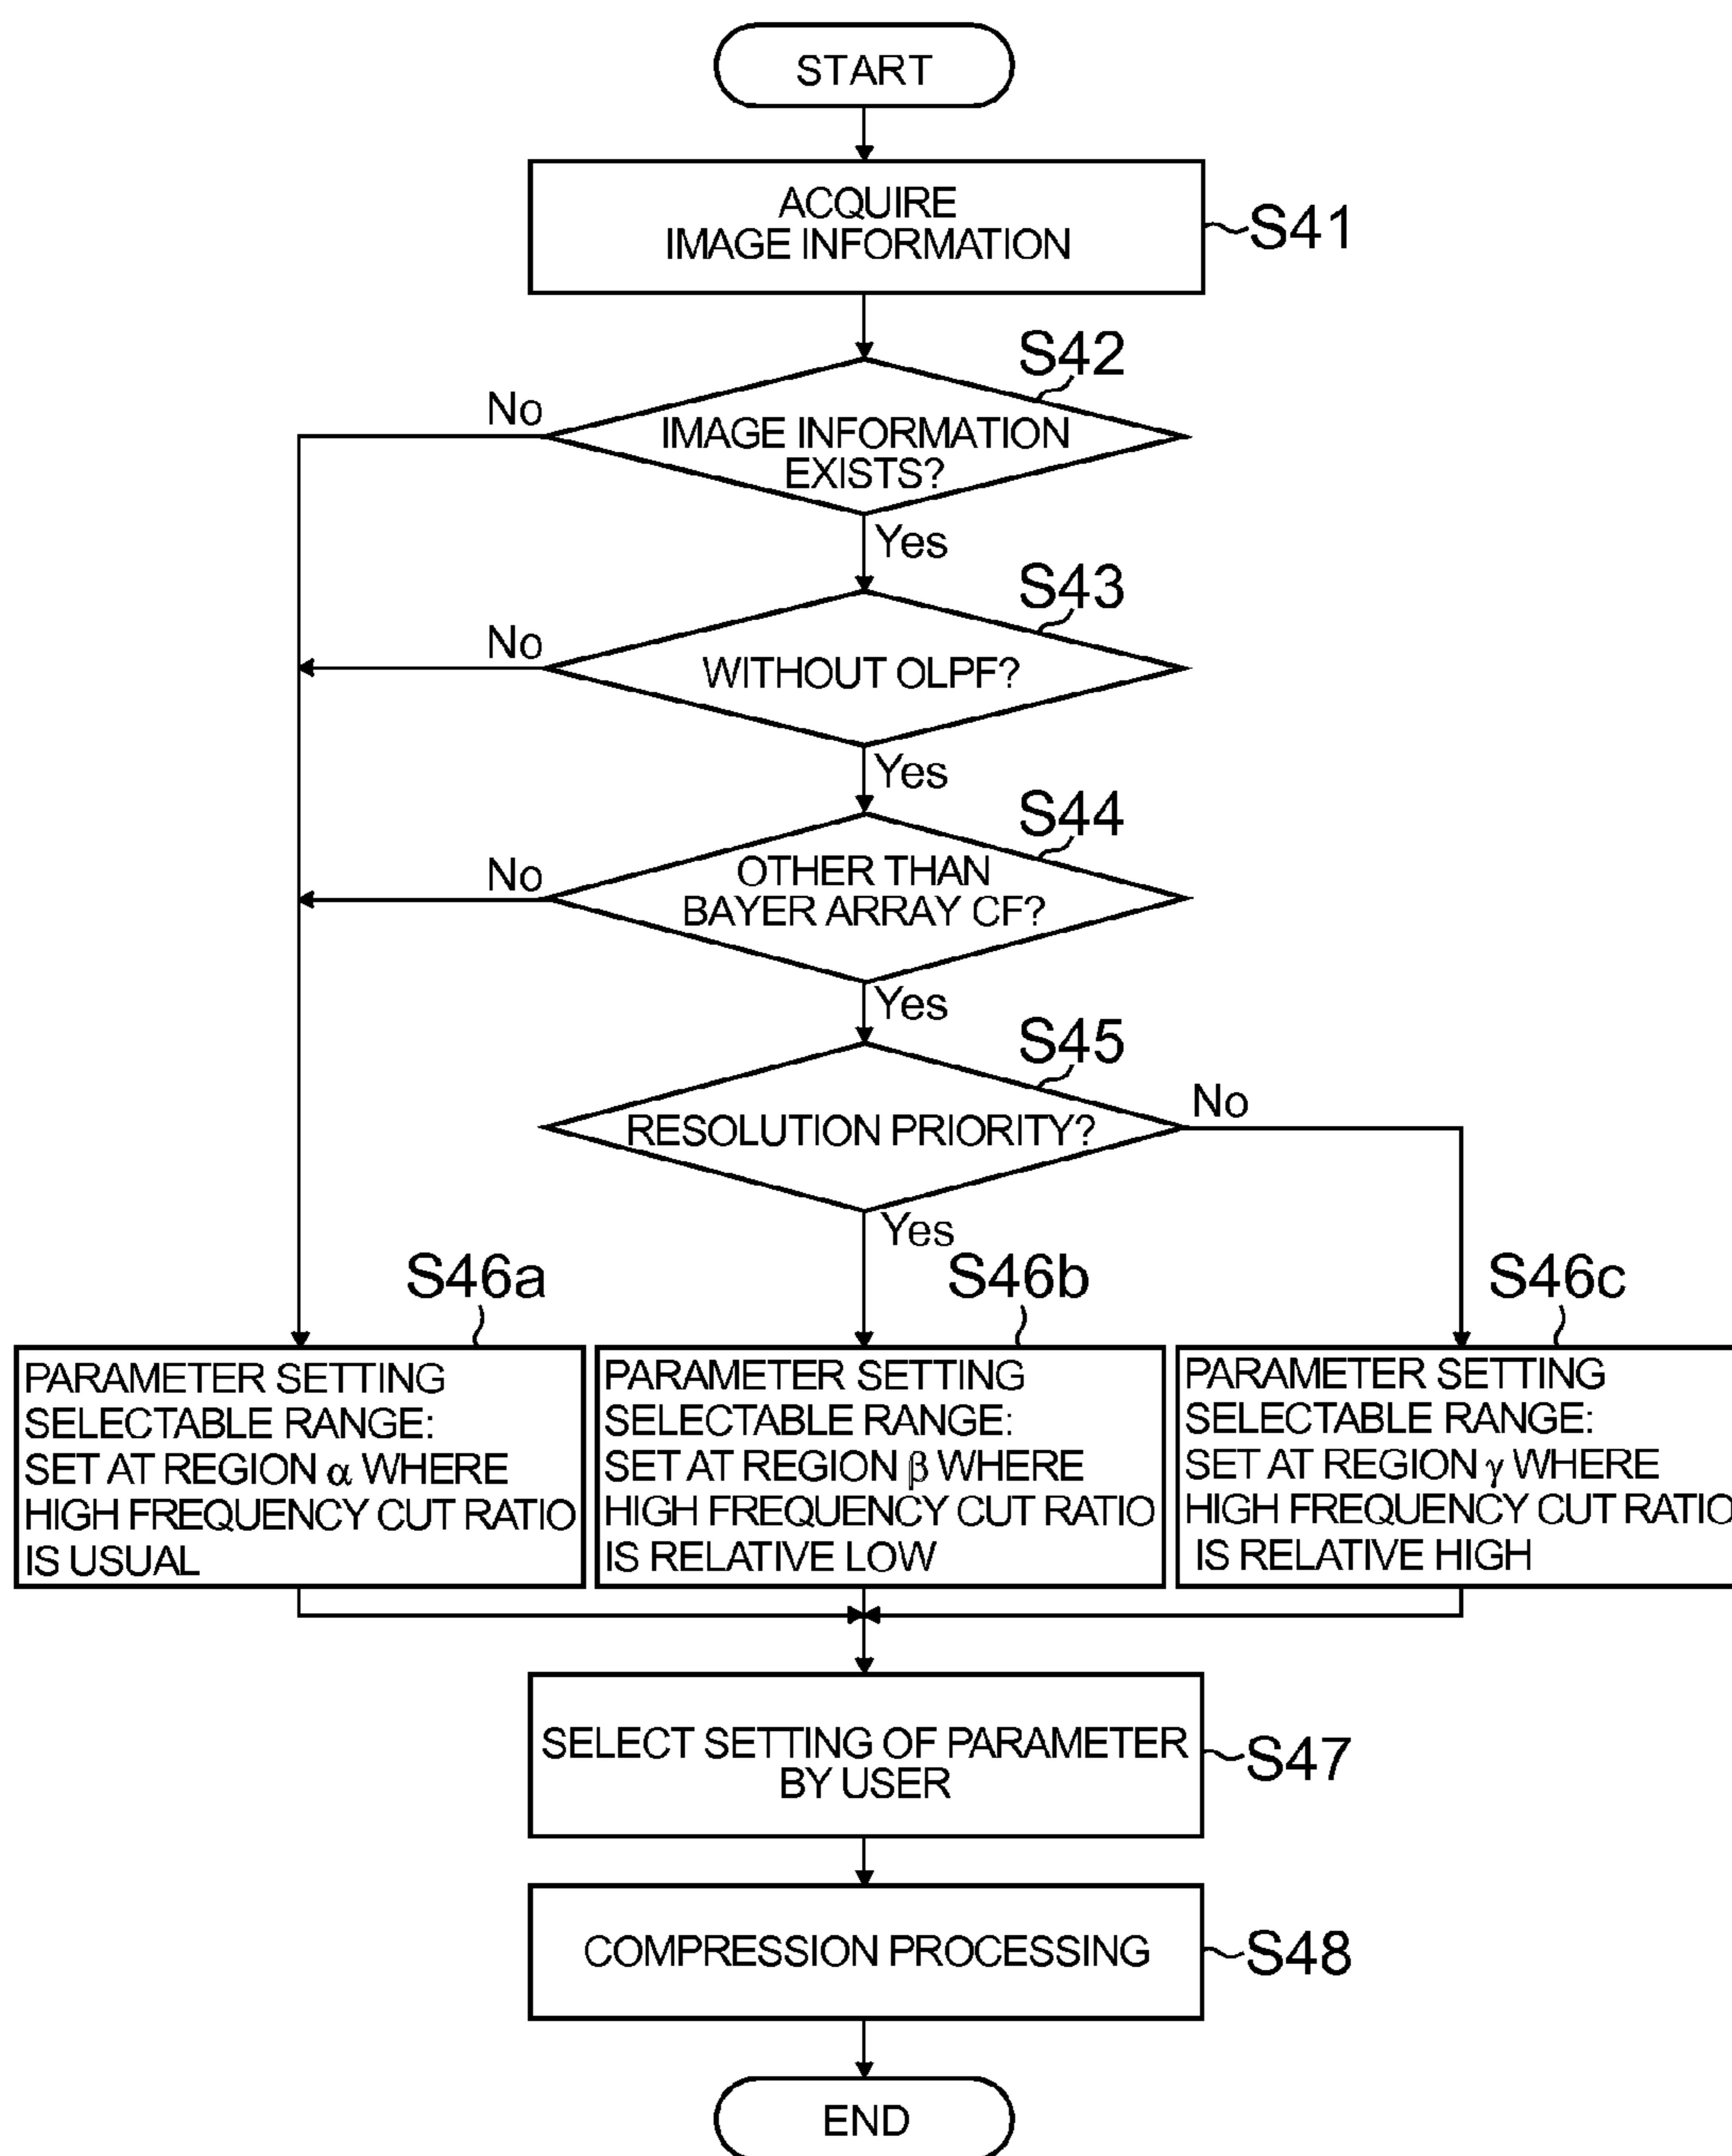 START
ACQUIRE
IMAGE INFORMATION
S41
S42
No
IMAGE INFORMATION
EXISTS?
Yes
S43
No
WITHOUT OLPF?
Yes
S44
No
OTHER THAN
BAYER ARRAY CF?
Yes
S45
No
RESOLUTION PRIORITY?
Yes
S46a
PARAMETER SETTING
SELECTABLE RANGE:
SET AT REGION α WHERE
HIGH FREQUENCY CUT RATIO
IS USUAL
S46b
PARAMETER SETTING
SELECTABLE RANGE:
SET AT REGION β WHERE
HIGH FREQUENCY CUT RATIO
IS RELATIVE LOW
S46c
PARAMETER SETTING
SELECTABLE RANGE:
SET AT REGION γ WHERE
HIGH FREQUENCY CUT RATIO
IS RELATIVE HIGH
SELECT SETTING OF PARAMETER
BY USER
S47
COMPRESSION PROCESSING
S48
END